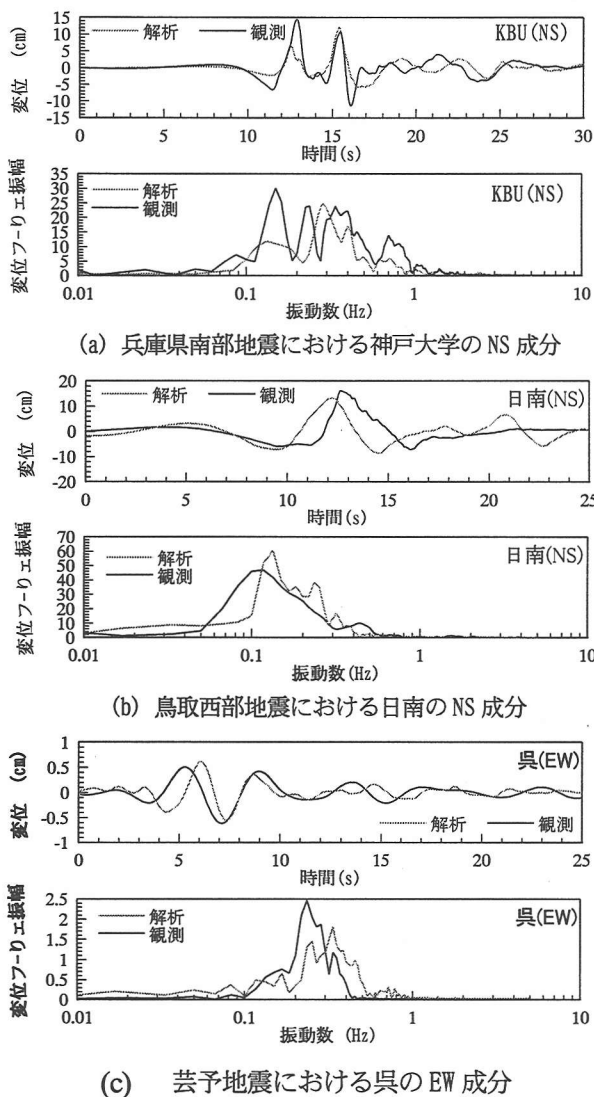 解析 観測 KBU(NS)
変位 (cm)
15
10
5
0
-5
-10
-15
0 5 10 15 20 25 30
時間(s)
解析 KBU(NS)
観測
変位フーリェ振幅
35
30
25
20
15
10
5
0
0.01 0.1 1 10
振動数(Hz)
(a) 兵庫県南部地震における神戸大学の NS 成分
解析 観測 日南(NS)
変位 (cm)
20
10
0
-10
-20
0 5 10 15 20 25
時間(s)
解析 日南(NS)
観測
変位フーリェ振幅
70
60
50
40
30
20
10
0
0.01 0.1 1 10
振動数(Hz)
(b) 鳥取西部地震における日南の NS 成分
呉(EW)
変位 (cm)
1
0.5
0
-0.5
-1
解析 観測
0 5 10 15 20 25
時間(s)
解析 呉(EW)
観測
変位フーリェ振幅
2.5
2
1.5
1
0.5
0
0.01 0.1 1 10
振動数 (Hz)
(c) 芸予地震における呉の EW 成分